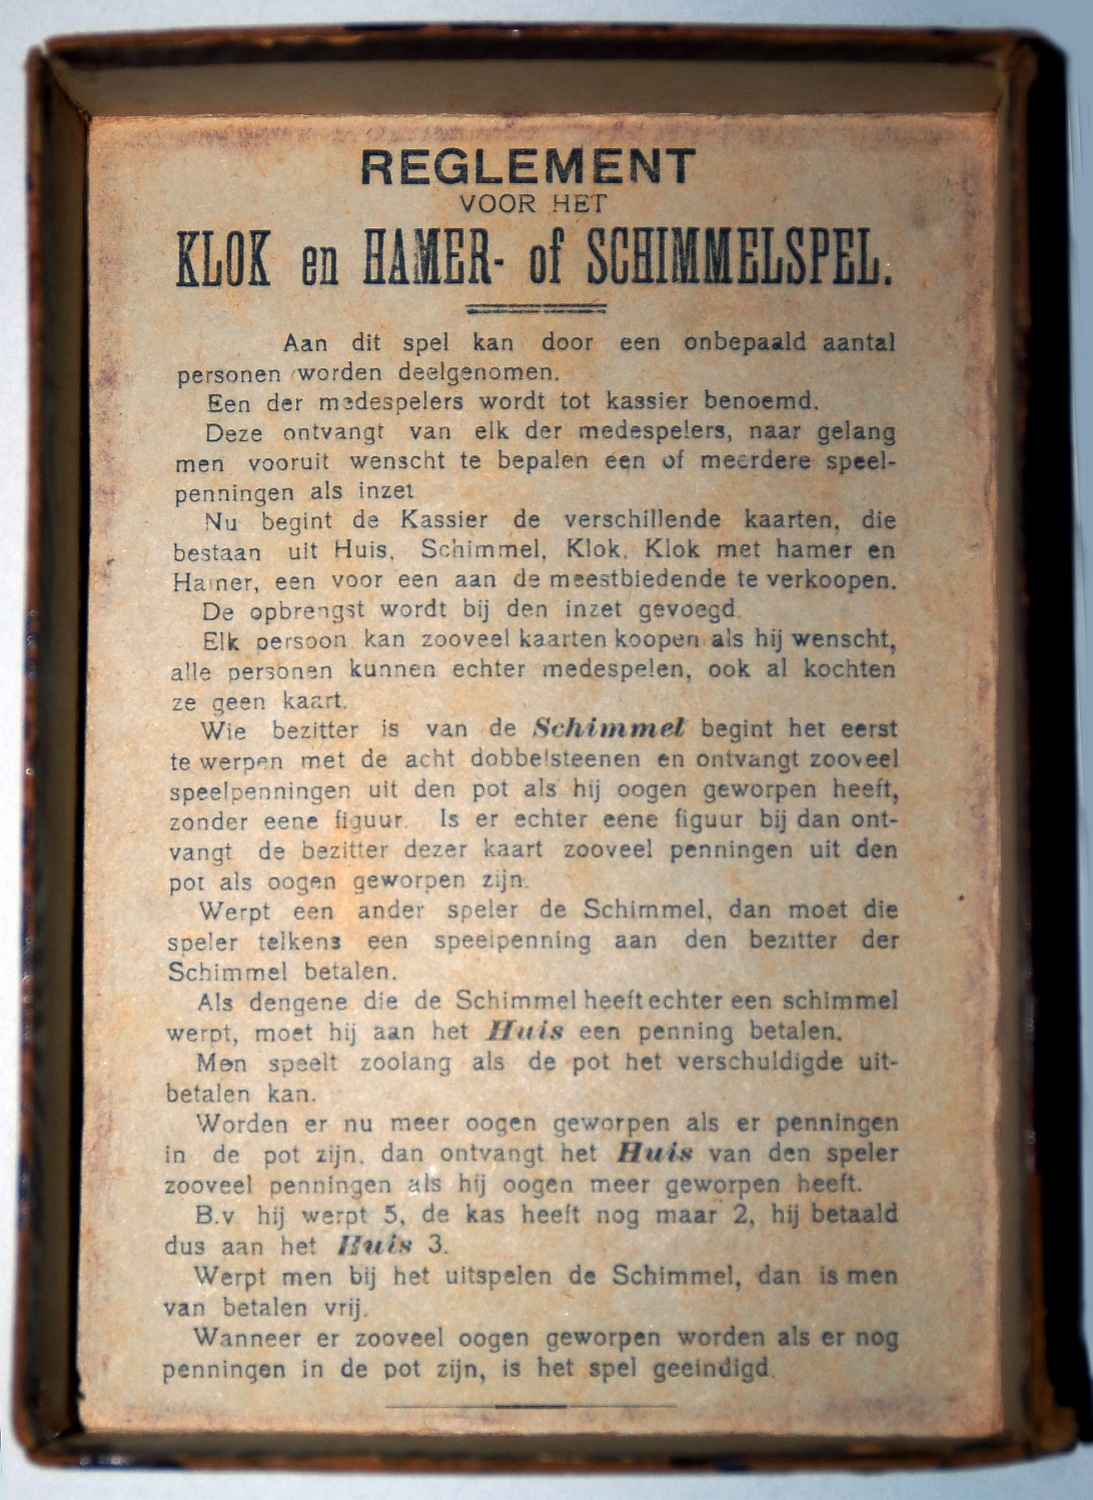 REGLEMENT
VOOR HET
KLOK en HAMER- of SCHIMMELSPEL.
Aan dit spel kan door een onbepaald aantal
personen worden deelgenomen.
Een der medespelers wordt tot kassier benoemd.
Deze ontvangt van elk der medespelers, naar gelang
men vooruit wenscht te bepalen een of meerdere speel-
penningen als inzet
Nu begint de Kassier de verschillende kaarten, die
bestaan uit Huis, Schimmel, Klok, Klok met hamer en
Hamer, een voor een aan de meestbiedende te verkoopen.
De opbrengst wordt bij den inzet gevoegd.
Elk persoon kan zooveel kaarten koopen als hij wenscht,
alle personen kunnen echter medespelen, ook al kochten
ze geen kaart.
Wie bezitter is van de Schimmel begint het eerst
te werpen met de acht dobbelsteenen en ontvangt zooveel
speelpenningen uit den pot als hij oogen geworpen heeft,
zonder eene figuur. Is er echter eene figuur bij dan ont-
vangt de bezitter dezer kaart zooveel penningen uit den
pot als oogen geworpen zijn.
Werpt een ander speler de Schimmel, dan moet die
speler telkens een speelpenning aan den bezitter der
Schimmel betalen.
Als dengene die de Schimmel heeft echter een schimmel
werpt, moet hij aan het Huis een penning betalen.
Men speelt zoolang als de pot het verschuldigde uit-
betalen kan.
Worden er nu meer oogen geworpen als er penningen
in de pot zijn, dan ontvangt het Huis van den speler
zooveel penningen als hij oogen meer geworpen heeft.
B.v. hij werpt 5, de kas heeft nog maar 2, hij betaald
dus aan het Huis 3.
Werpt men bij het uitspelen de Schimmel, dan is men
van betalen vrij.
Wanneer er zooveel oogen geworpen worden als er nog
penningen in de pot zijn, is het spel geeindigd.